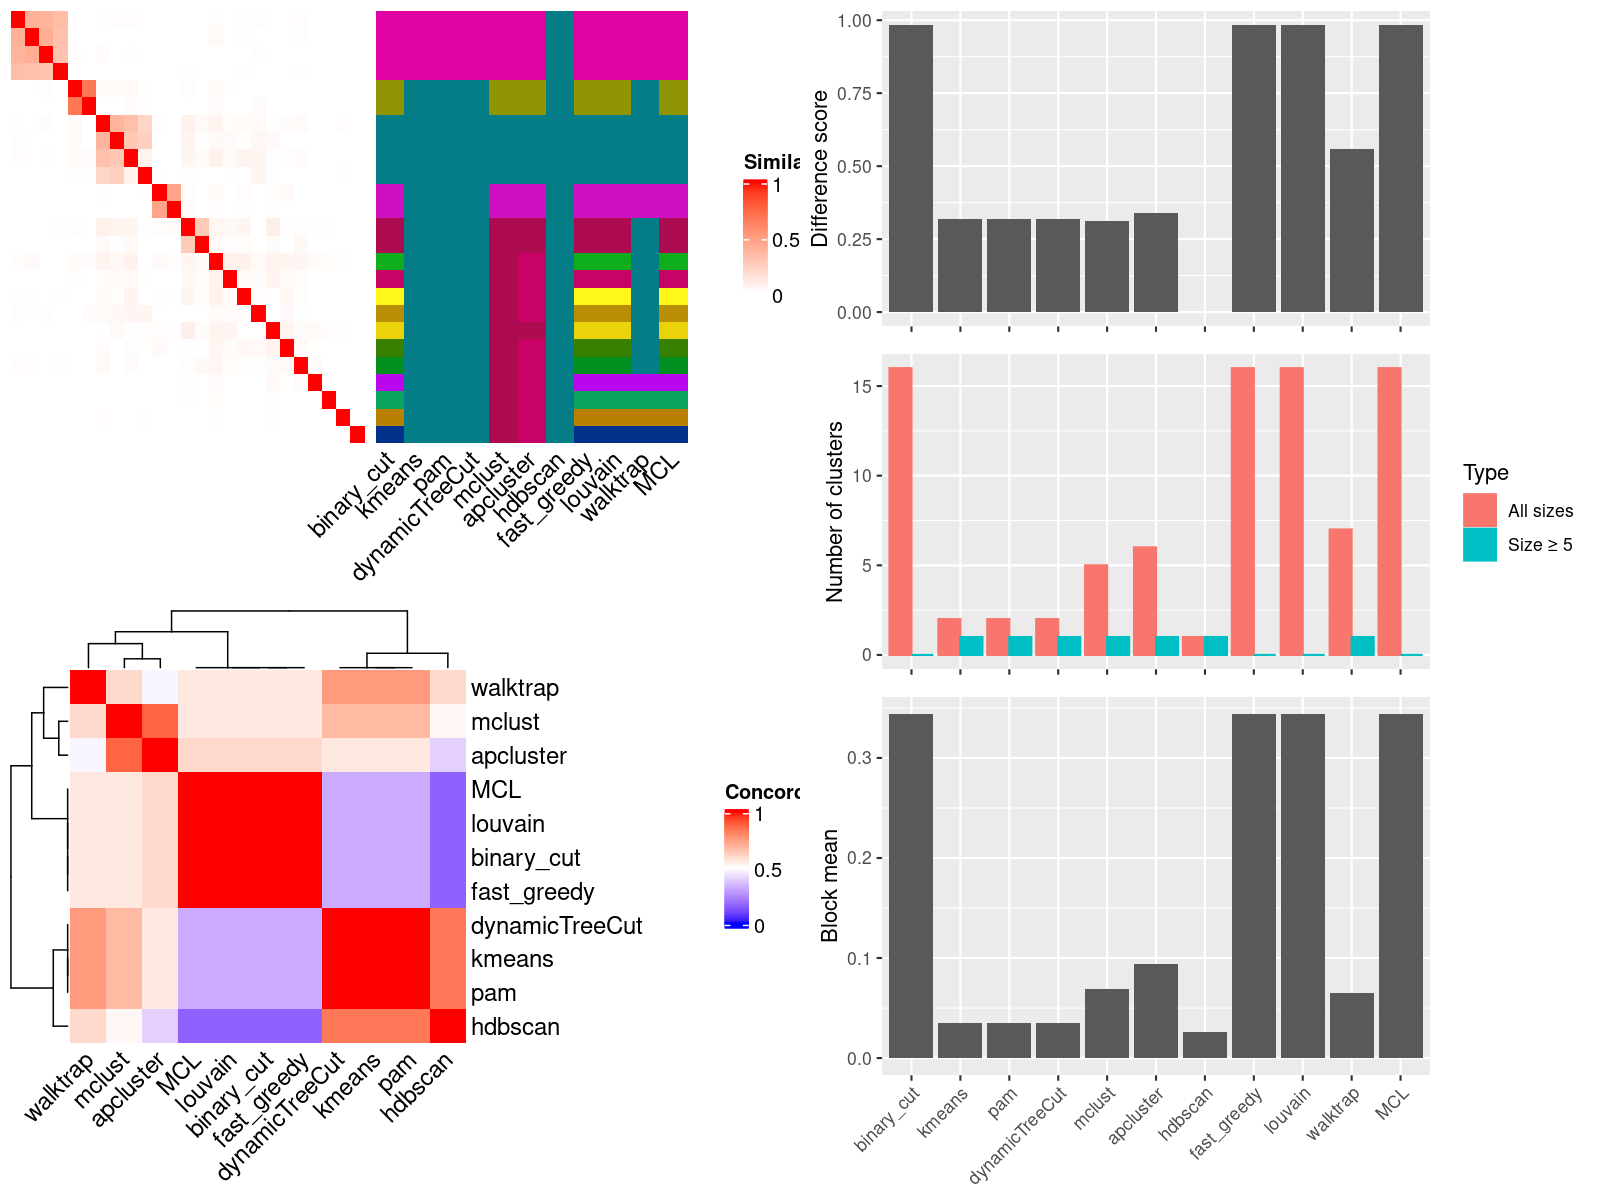 Simila
1
0.5
0
binary_cut
kmeans
pam
dynamicTreeCut
mclust
apcluster
hdbscan
fast_greedy
louvain
walktrap
MCL
walktrap
mclust
apcluster
MCL
louvain
binary_cut
fast_greedy
dynamicTreeCut
kmeans
pam
hdbscan
Concord
1
0.5
0
walktrap
mclust
apcluster
MCL
louvain
binary_cut
fast_greedy
dynamicTreeCut
kmeans
pam
hdbscan
Difference score
1.00
0.75
0.50
0.25
0.00
Number of clusters
15
10
5
0
Type
All sizes
Size ≥ 5
Block mean
0.3
0.2
0.1
0.0
binary_cut
kmeans
pam
dynamicTreeCut
mclust
apcluster
hdbscan
fast_greedy
louvain
walktrap
MCL